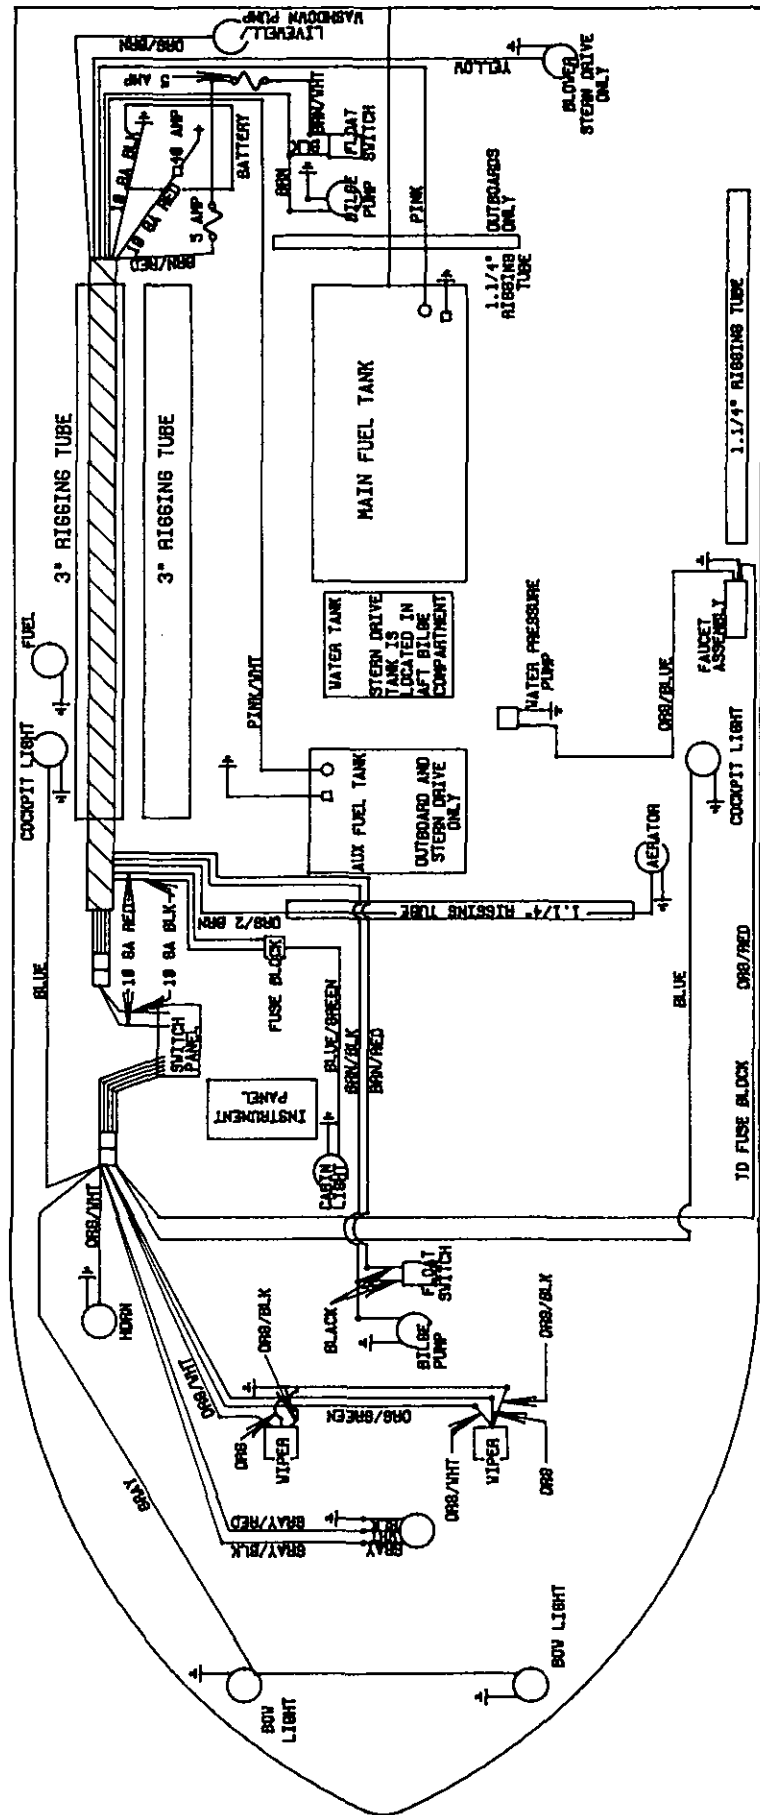 LIVEWELL
WASHDOWN PUMP
ORG/BRN
YELLOW
BLOWER
STERN DRIVE
ONLY
5 AMP
BRN/WHT
FLOAT
SWITCH
10 GA BLK
40 AMP
BATTERY
10 GA RED
5 AMP
BRN/RED
BRN
BILGE
PUMP
PINK
OUTBOARDS
ONLY
1.1/4"
RIGGING
TUBE
3" RIGGING TUBE
3" RIGGING TUBE
MAIN FUEL TANK
1.1/4" RIGGING TUBE
FUEL
COCKPIT LIGHT
PINK/WHT
WATER TANK
STERN DRIVE
TANK IS
LOCATED IN
AFT BILGE
COMPARTMENT
WATER PRESSURE
PUMP
ORG/BLUE
FAUCET
ASSEMBLY
AUX FUEL TANK
OUTBOARD AND
STERN DRIVE
ONLY
COCKPIT LIGHT
AERATOR
1.1/4" RIGGING TUBE
ORG/2 BRN
10 GA RED
10 GA BLK
BLUE
FUSE BLOCK
SWITCH
PANEL
BLUE/GREEN
BRN/BLK
BRN/RED
BLUE
ORG/RED
TO FUSE BLOCK
INSTRUMENT
PANEL
CABIN
LIGHT
ORG/WHT
HORN
FLOAT
SWITCH
BLACK
BILGE
PUMP
ORG/BLK
ORG/BLK
ORG/WHT
ORG/GREEN
ORG
WIPER
ORG/WHT
WIPER
ORG
GRAY
GRAY/RED
GRAY/BLK
GRAY
BOW
LIGHT
BOW LIGHT